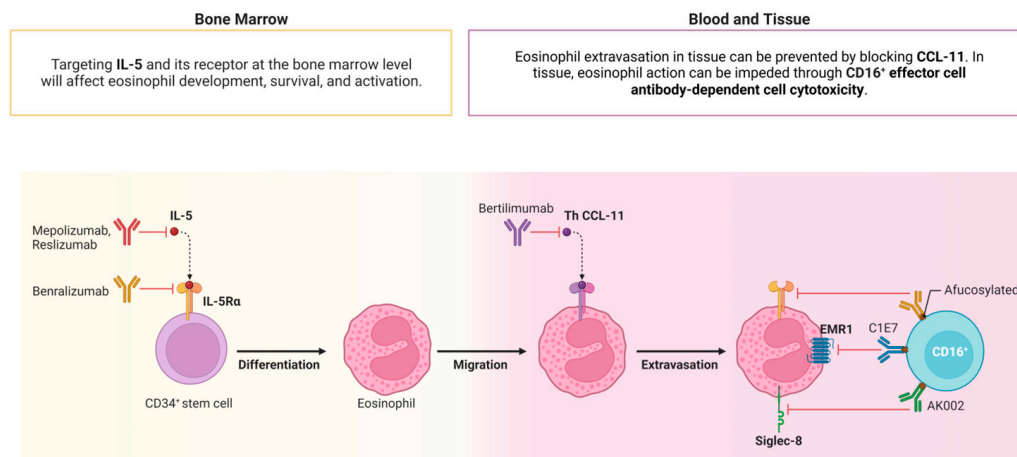 Bone Marrow
Targeting IL-5 and its receptor at the bone marrow level
will affect eosinophil development, survival, and activation.
Blood and Tissue
Eosinophil extravasation in tissue can be prevented by blocking CCL-11. In
tissue, eosinophil action can be impeded through CD16⁺ effector cell
antibody-dependent cell cytotoxicity.
Mepolizumab,
Reslizumab
IL-5
Benralizumab
IL-5Rα
CD34⁺ stem cell
Differentiation
Eosinophil
Migration
Bertilimumab
Th CCL-11
Extravasation
Afucosylated
EMR1
C1E7
CD16⁺
AK002
Siglec-8